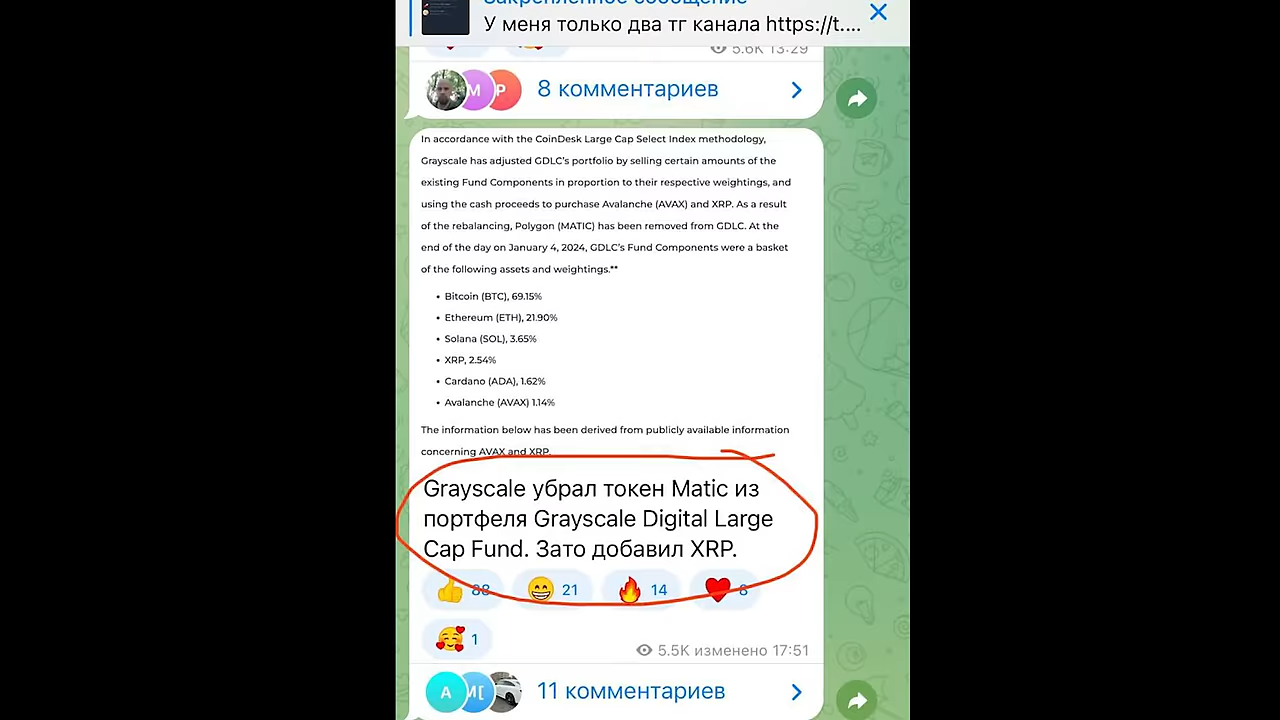 Закрепленное сообщение
У меня только два тг канала https://t....
5.6K 13:29
M P 8 комментариев
In accordance with the CoinDesk Large Cap Select Index methodology,
Grayscale has adjusted GDLC's portfolio by selling certain amounts of the
existing Fund Components in proportion to their respective weightings, and
using the cash proceeds to purchase Avalanche (AVAX) and XRP. As a result
of the rebalancing, Polygon (MATIC) has been removed from GDLC. At the
end of the day on January 4, 2024, GDLC's Fund Components were a basket
of the following assets and weightings.**
• Bitcoin (BTC), 69.15%
• Ethereum (ETH), 21.90%
• Solana (SOL), 3.65%
• XRP, 2.54%
• Cardano (ADA), 1.62%
• Avalanche (AVAX) 1.14%
The information below has been derived from publicly available information
concerning AVAX and XRP.
Grayscale убрал токен Matic из
портфеля Grayscale Digital Large
Cap Fund. Зато добавил XRP.
88 21 14 8
1
5.5K изменено 17:51
A M[ 11 комментариев